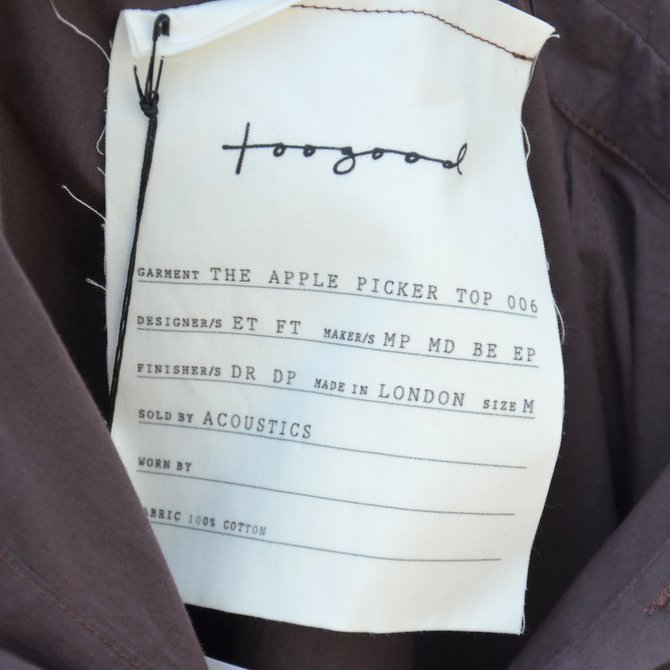 toogood
GARMENT THE APPLE PICKER TOP 006
DESIGNER/S ET FT MAKER/S MP MD BE EP
FINISHER/S DR DP MADE IN LONDON SIZE M
SOLD BY ACOUSTICS
WORN BY
ABRIC 100% COTTON